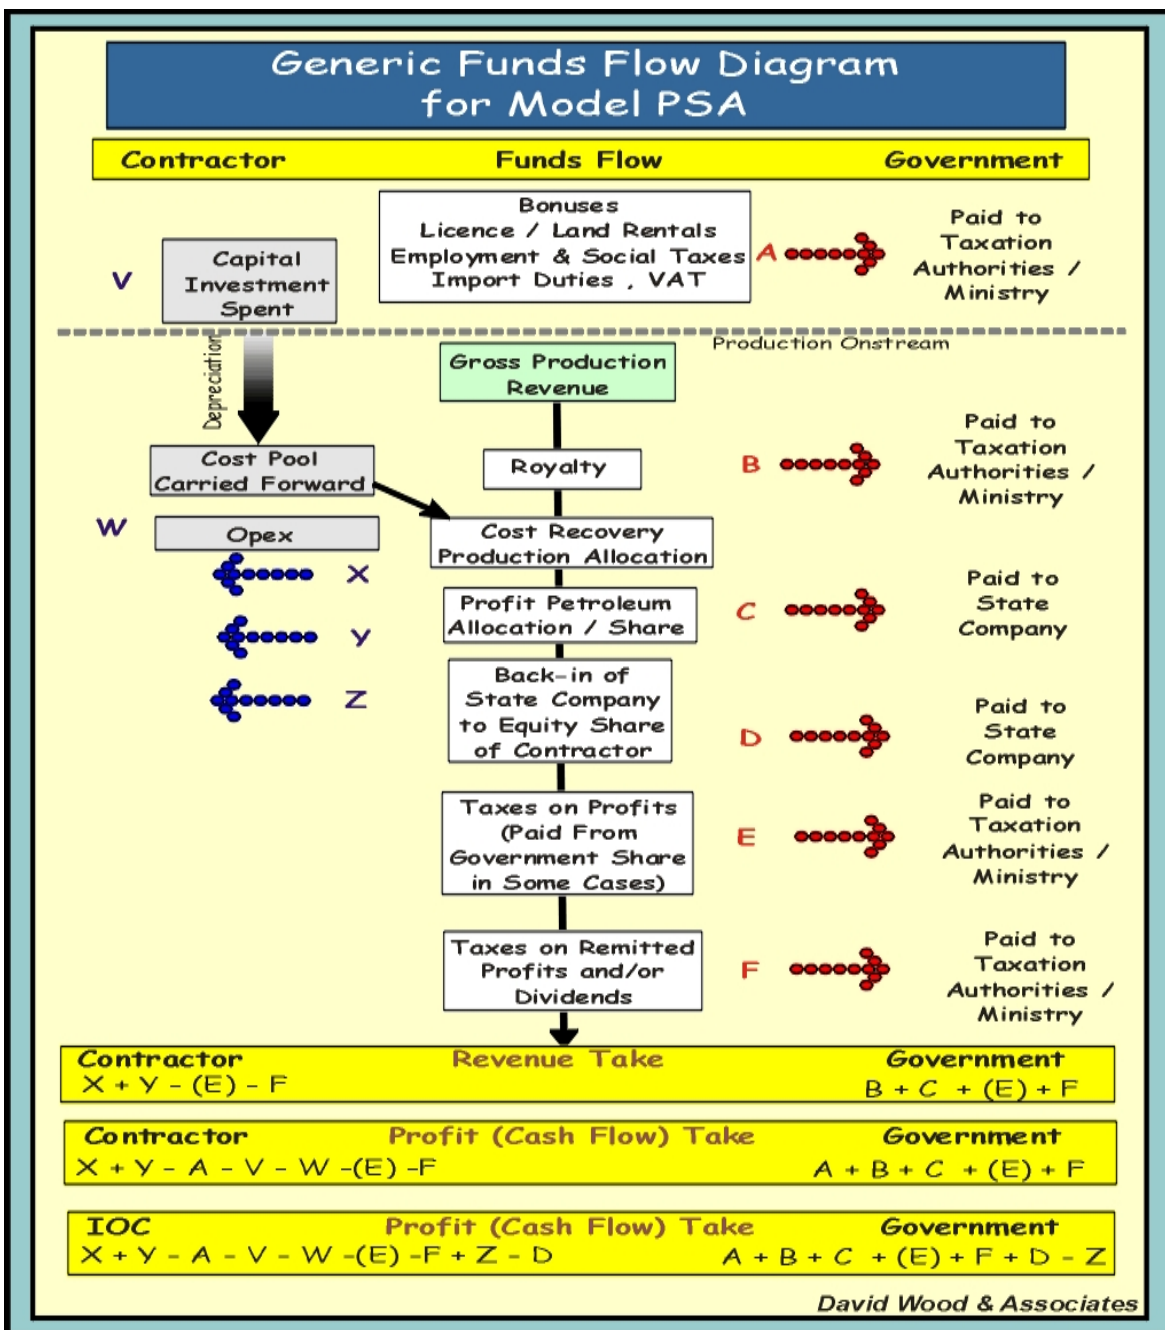 Generic Funds Flow Diagram
for Model PSA
Contractor Funds Flow Government
Bonuses
Licence / Land Rentals
Employment & Social Taxes
Import Duties , VAT
A
Paid to
Taxation
Authorities /
Ministry
V
Capital
Investment
Spent
Production Onstream
Depreciation
Gross Production
Revenue
Cost Pool
Carried Forward
Royalty
B
Paid to
Taxation
Authorities /
Ministry
W
Opex
Cost Recovery
Production Allocation
X
Profit Petroleum
Allocation / Share
C
Paid to
State
Company
Y
Z
Back-in of
State Company
to Equity Share
of Contractor
D
Paid to
State
Company
Taxes on Profits
(Paid From
Government Share
in Some Cases)
E
Paid to
Taxation
Authorities /
Ministry
Taxes on Remitted
Profits and/or
Dividends
F
Paid to
Taxation
Authorities /
Ministry
Contractor Revenue Take Government
X + Y - (E) - F B + C + (E) + F
Contractor Profit (Cash Flow) Take Government
X + Y - A - V - W -(E) -F A + B + C + (E) + F
IOC Profit (Cash Flow) Take Government
X + Y - A - V - W -(E) -F + Z - D A + B + C + (E) + F + D - Z
David Wood & Associates